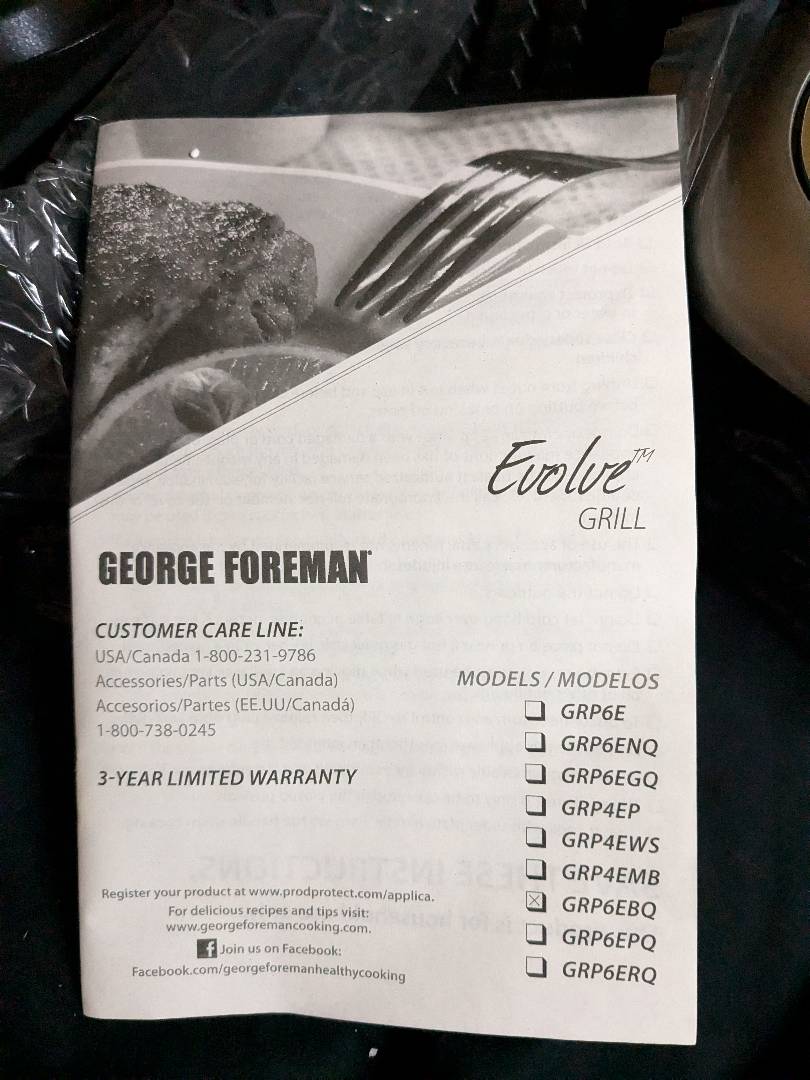 Evolve™
GRILL
GEORGE FOREMAN®
CUSTOMER CARE LINE:
USA/Canada 1-800-231-9786
Accessories/Parts (USA/Canada)
Accesorios/Partes (EE.UU/Canadá)
1-800-738-0245
3-YEAR LIMITED WARRANTY
MODELS / MODELOS
☐ GRP6E
☐ GRP6ENQ
☐ GRP6EGQ
☐ GRP4EP
☐ GRP4EWS
☐ GRP4EMB
☒ GRP6EBQ
☐ GRP6EPQ
☐ GRP6ERQ
Register your product at www.prodprotect.com/applica.
For delicious recipes and tips visit:
www.georgeforemancooking.com.
f Join us on Facebook:
Facebook.com/georgeforemanhealthycooking